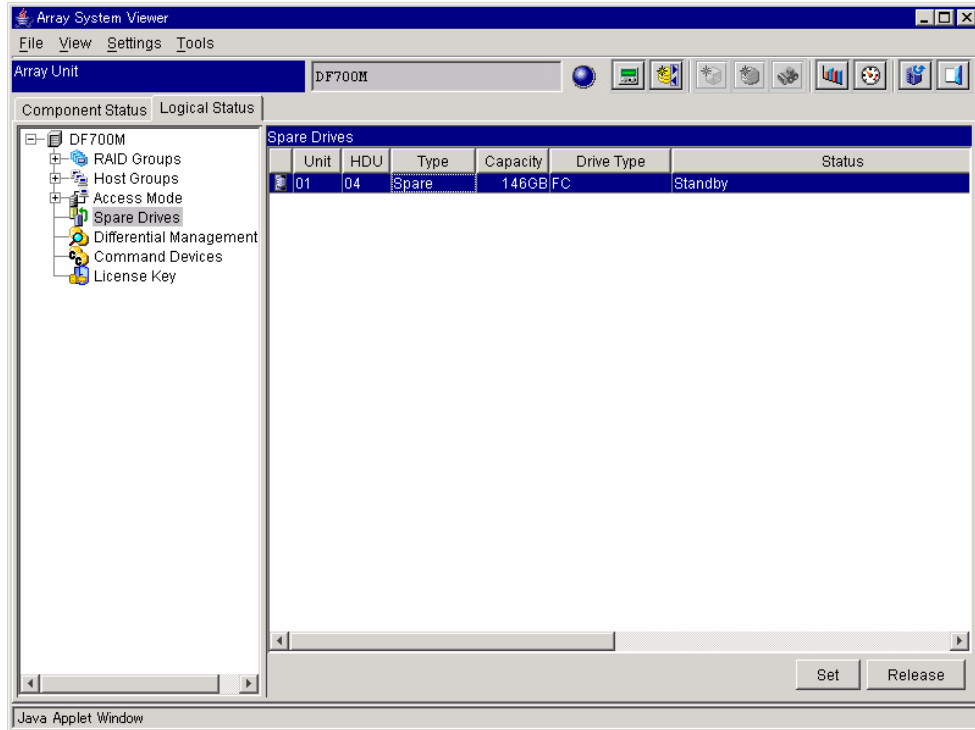 Array System Viewer
File View Settings Tools
Array Unit DF700M
Component Status Logical Status
DF700M
RAID Groups
Host Groups
Access Mode
Spare Drives
Differential Management
Command Devices
License Key
Spare Drives
Unit HDU Type Capacity Drive Type Status
01 04 Spare 146GB FC Standby
Set Release
Java Applet Window